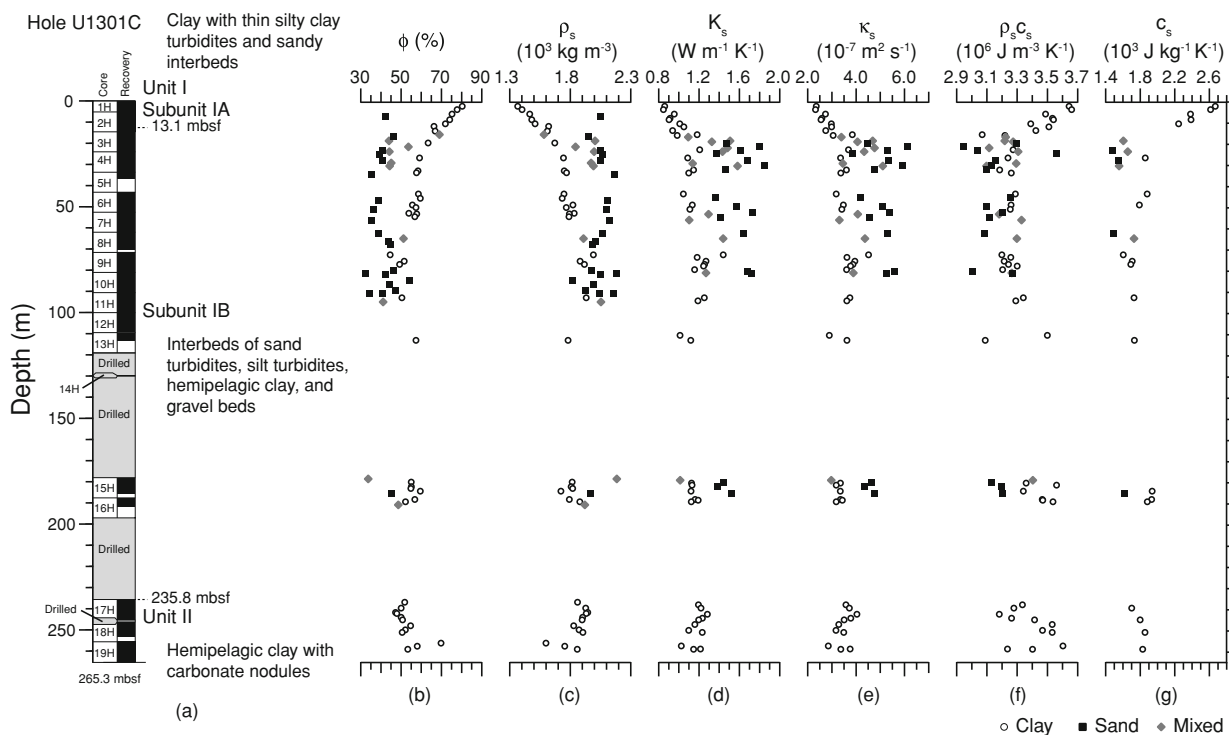 Hole U1301C
Clay with thin silty clay
turbidites and sandy
interbeds
Unit I
Subunit IA
13.1 mbsf
Subunit IB
Interbeds of sand
turbidites, silt turbidites,
hemipelagic clay, and
gravel beds
235.8 mbsf
Unit II
Hemipelagic clay with
carbonate nodules
265.3 mbsf
(a)
Depth (m)
0
50
100
150
200
250
Core
Recovery
1H
2H
3H
4H
5H
6H
7H
8H
9H
10H
11H
12H
13H
Drilled
14H
Drilled
15H
16H
Drilled
17H
Drilled
18H
19H
ϕ (%)
30 50 70 90
(b)
ρs
(10³ kg m⁻³)
1.3 1.8 2.3
(c)
Ks
(W m⁻¹ K⁻¹)
0.8 1.2 1.6 2.0
(d)
κs
(10⁻⁷ m² s⁻¹)
2.0 4.0 6.0
(e)
ρscs
(10⁶ J m⁻³ K⁻¹)
2.9 3.1 3.3 3.5 3.7
(f)
cs
(10³ J kg⁻¹ K⁻¹)
1.4 1.8 2.2 2.6
(g)
Clay Sand Mixed